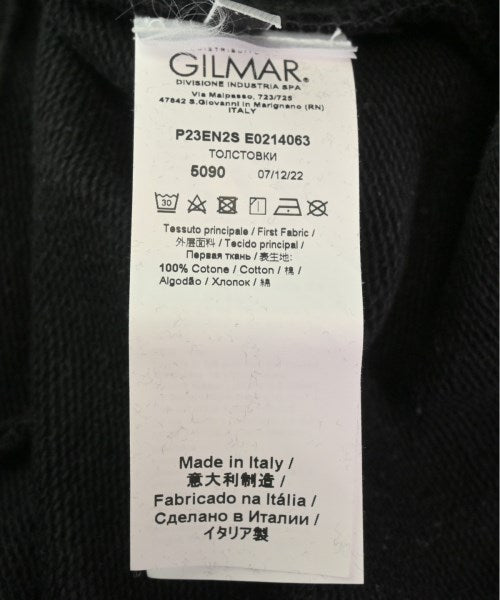 DISTRIBUITO
GILMAR®
DIVISIONE INDUSTRIA SPA
Via Malpasso, 723/725
47842 S.Giovanni in Marignano (RN)
ITALY
P23EN2S E0214063
ТОЛСТОВКИ
5090 07/12/22
30
Tessuto principale / First Fabric /
外层面料 / Tecido principal /
Первая ткань / 表生地:
100% Cotone / Cotton / 棉 /
Algodão / Хлопок / 綿
Made in Italy /
意大利制造 /
Fabricado na Itália /
Сделано в Италии /
イタリア製